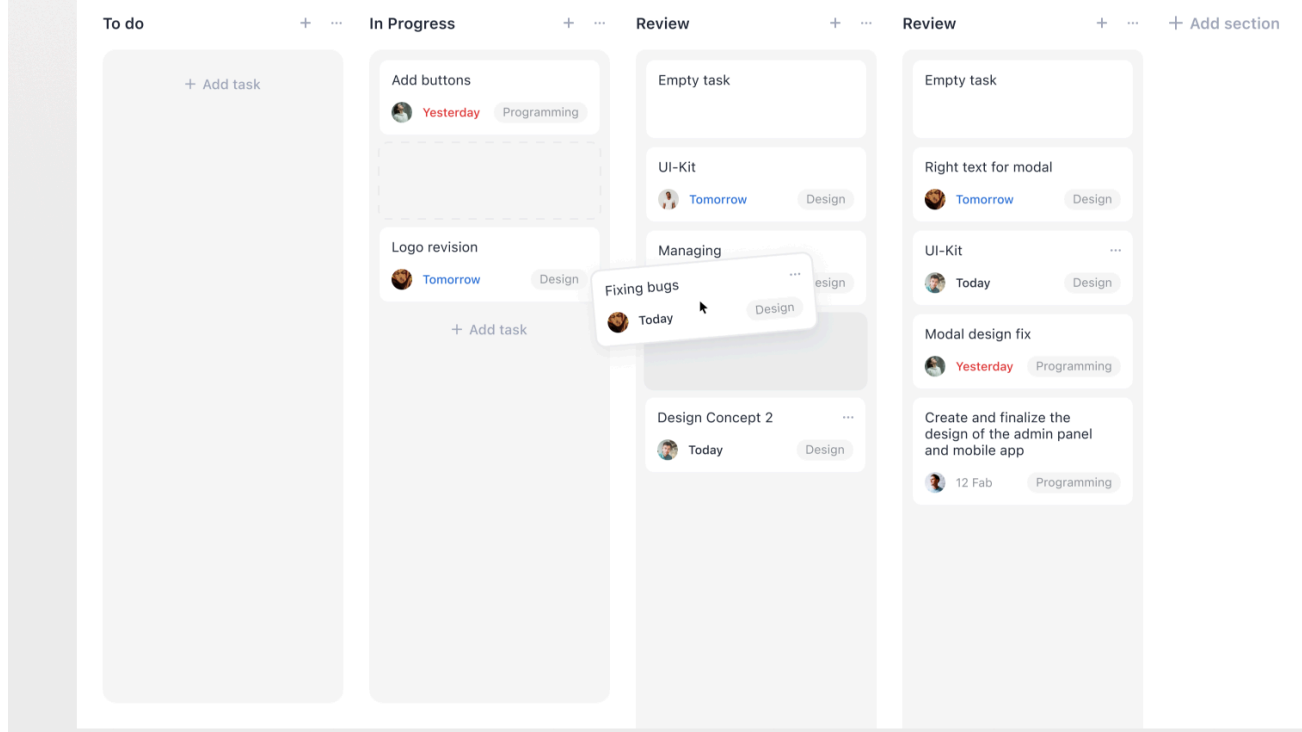 To do
+ ...
+ Add task
In Progress
+ ...
Add buttons
Yesterday
Programming
Logo revision
Tomorrow
Design
+ Add task
Review
+ ...
Empty task
UI-Kit
Tomorrow
Design
Managing
esign
Fixing bugs
...
Today
Design
Design Concept 2
...
Today
Design
Review
+ ...
Empty task
Right text for modal
Tomorrow
Design
UI-Kit
...
Today
Design
Modal design fix
Yesterday
Programming
Create and finalize the
design of the admin panel
and mobile app
12 Fab
Programming
+ Add section